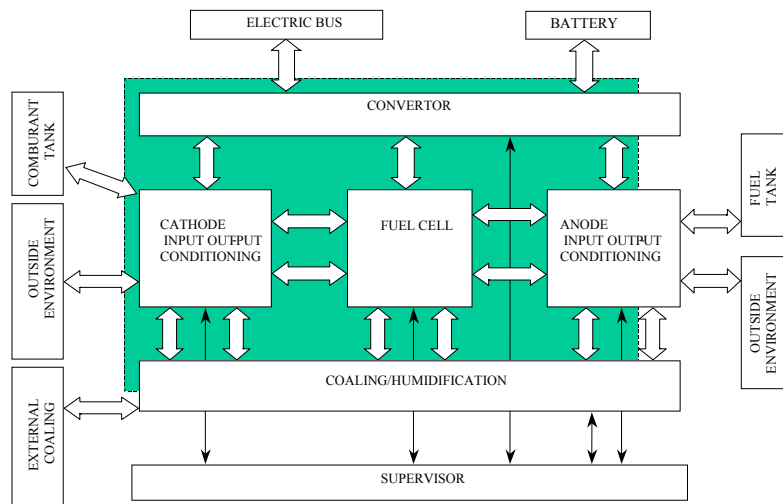 ELECTRIC BUS
BATTERY
CONVERTOR
COMBURANT
TANK
FUEL
TANK
CATHODE
INPUT OUTPUT
CONDITIONING
FUEL CELL
ANODE
INPUT OUTPUT
CONDITIONING
OUTSIDE
ENVIRONMENT
OUTSIDE
ENVIRONMENT
COALING/HUMIDIFICATION
EXTERNAL
COALING
SUPERVISOR